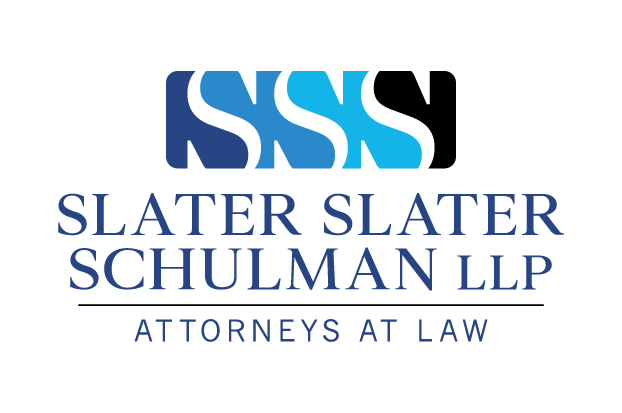 SSS
SLATER SLATER
SCHULMAN LLP
ATTORNEYS AT LAW